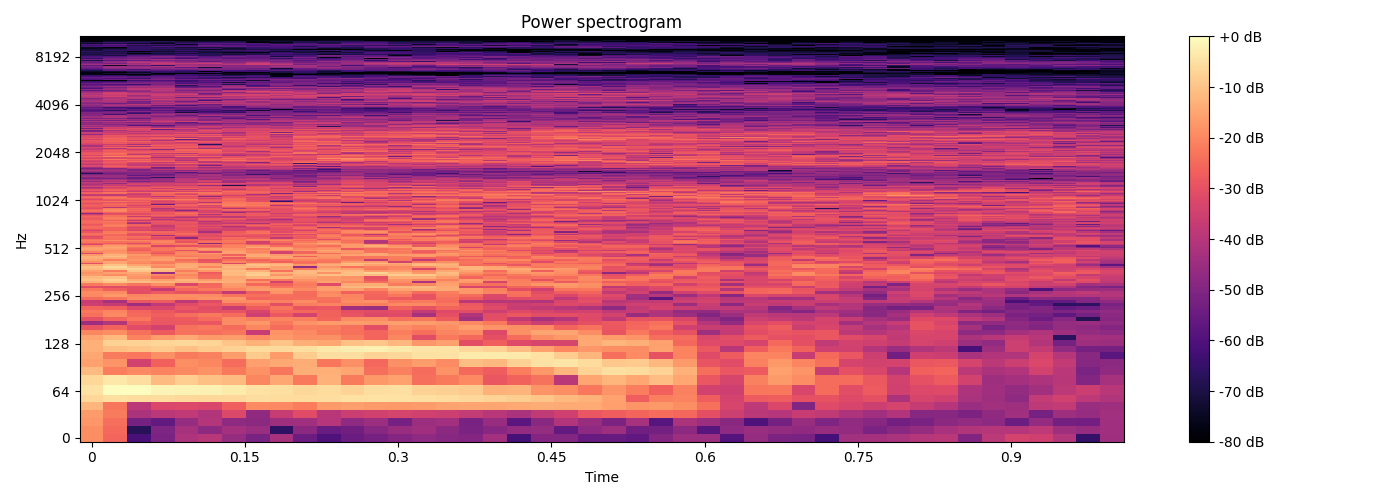 Power spectrogram
Hz
8192
4096
2048
1024
512
256
128
64
0
0 0.15 0.3 0.45 0.6 0.75 0.9
Time
+0 dB
-10 dB
-20 dB
-30 dB
-40 dB
-50 dB
-60 dB
-70 dB
-80 dB